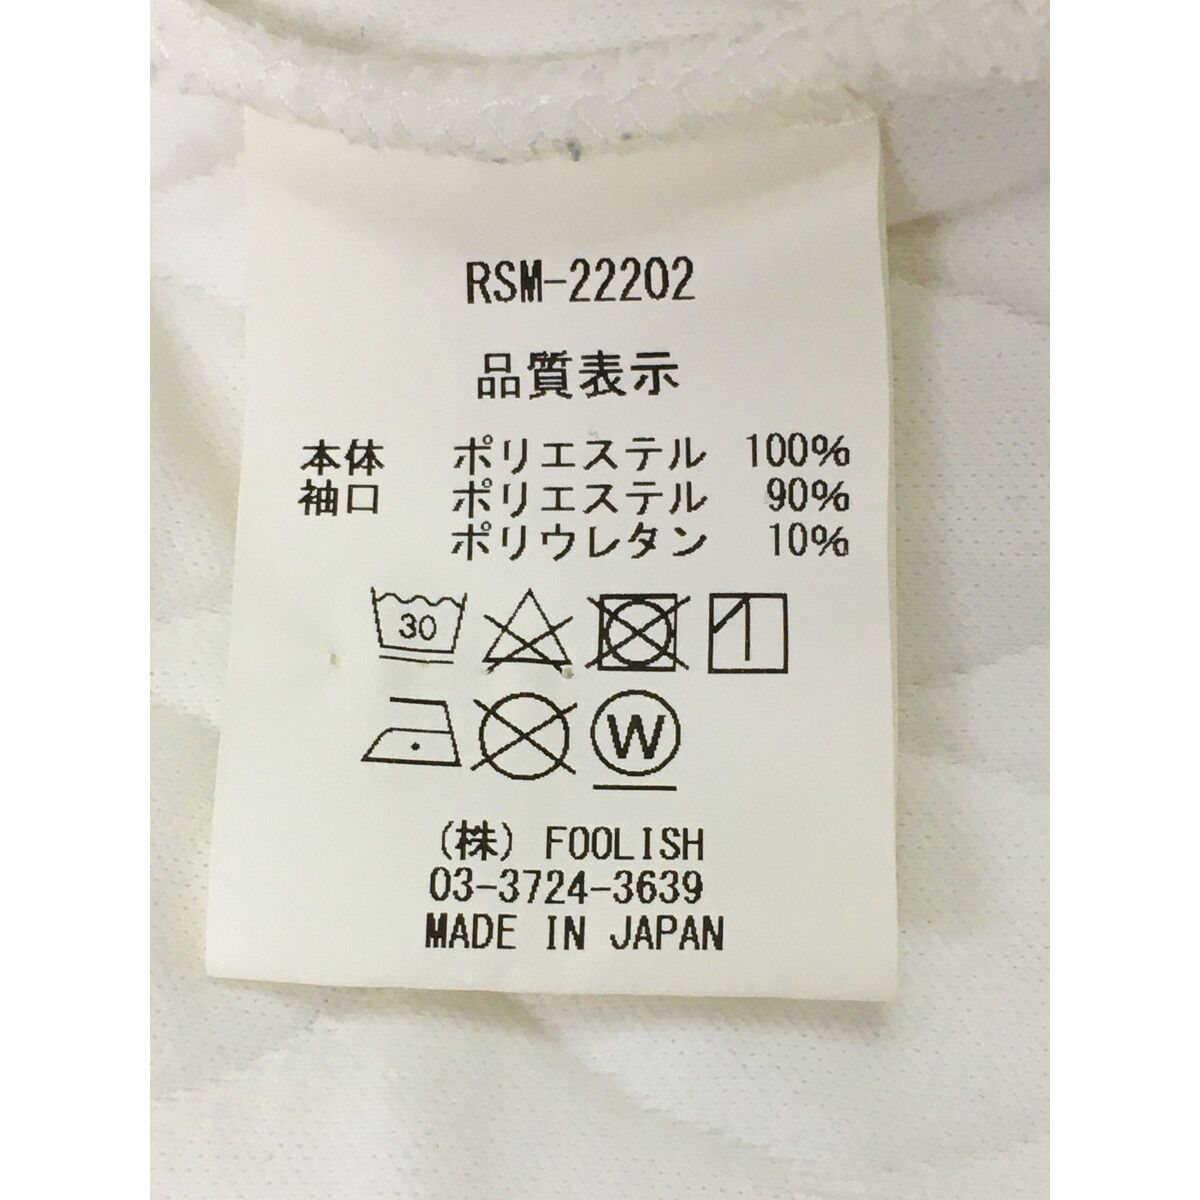 RSM-22202
品質表示
本体 ポリエステル 100%
袖口 ポリエステル 90%
ポリウレタン 10%
30
W
(株) FOOLISH
03-3724-3639
MADE IN JAPAN